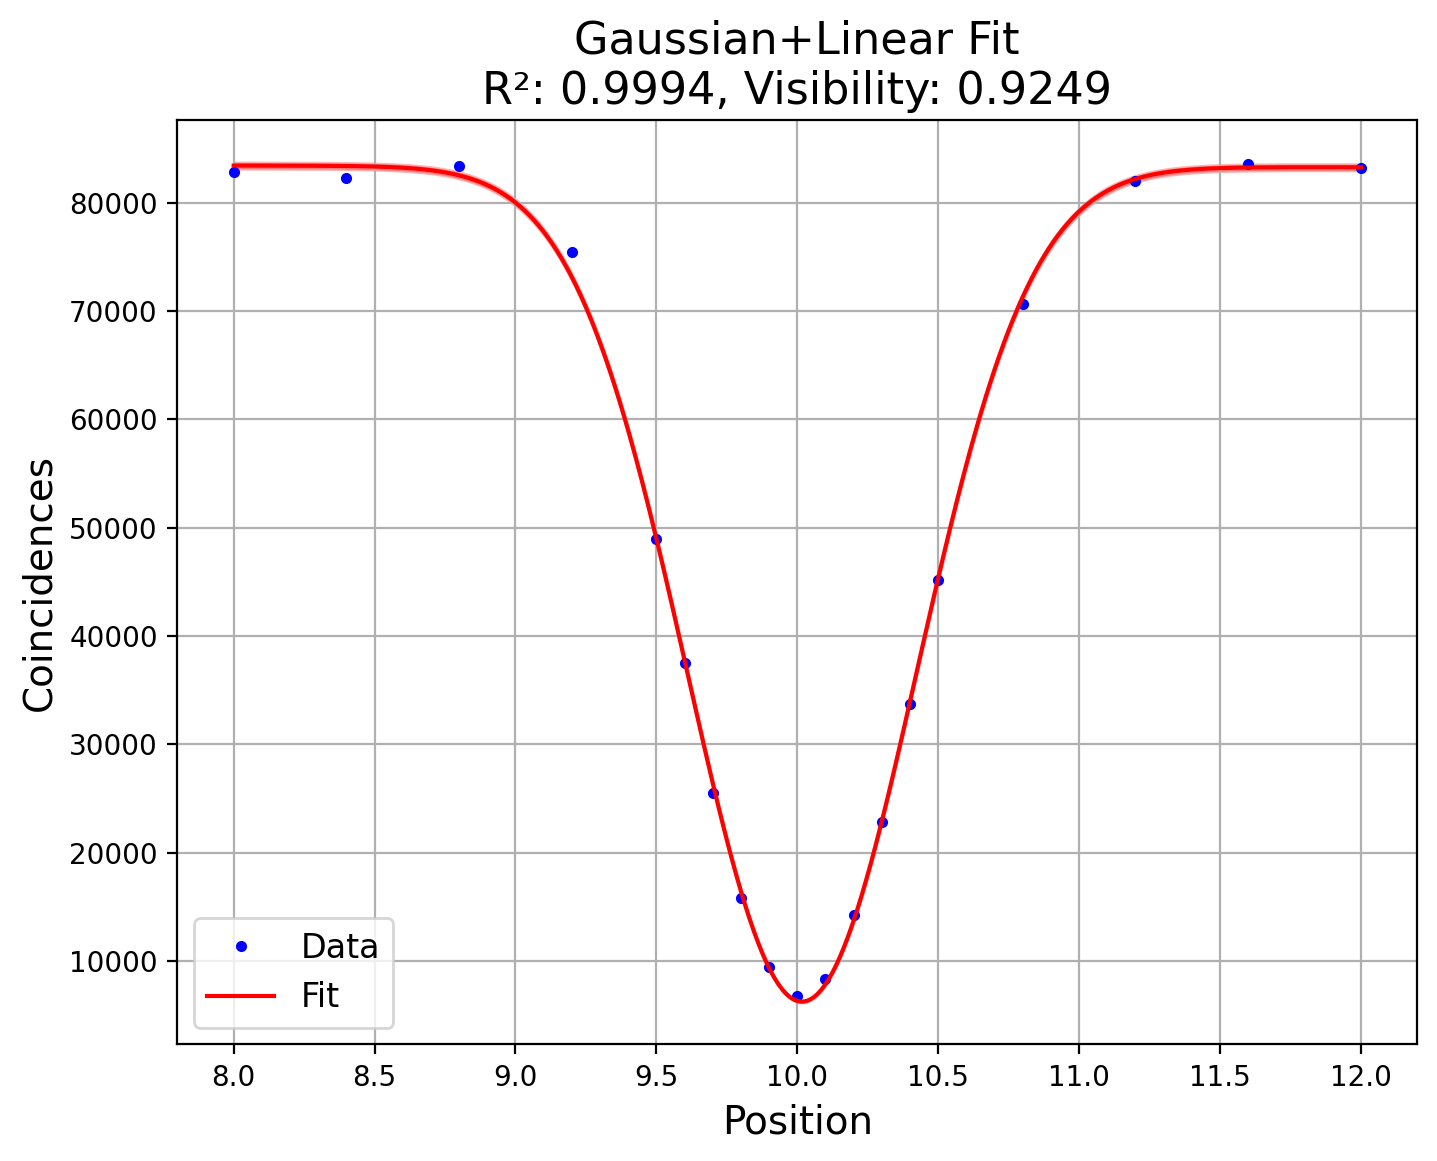 Gaussian+Linear Fit
R²: 0.9994, Visibility: 0.9249
Coincidences
80000
70000
60000
50000
40000
30000
20000
10000
Data
Fit
8.0 8.5 9.0 9.5 10.0 10.5 11.0 11.5 12.0
Position